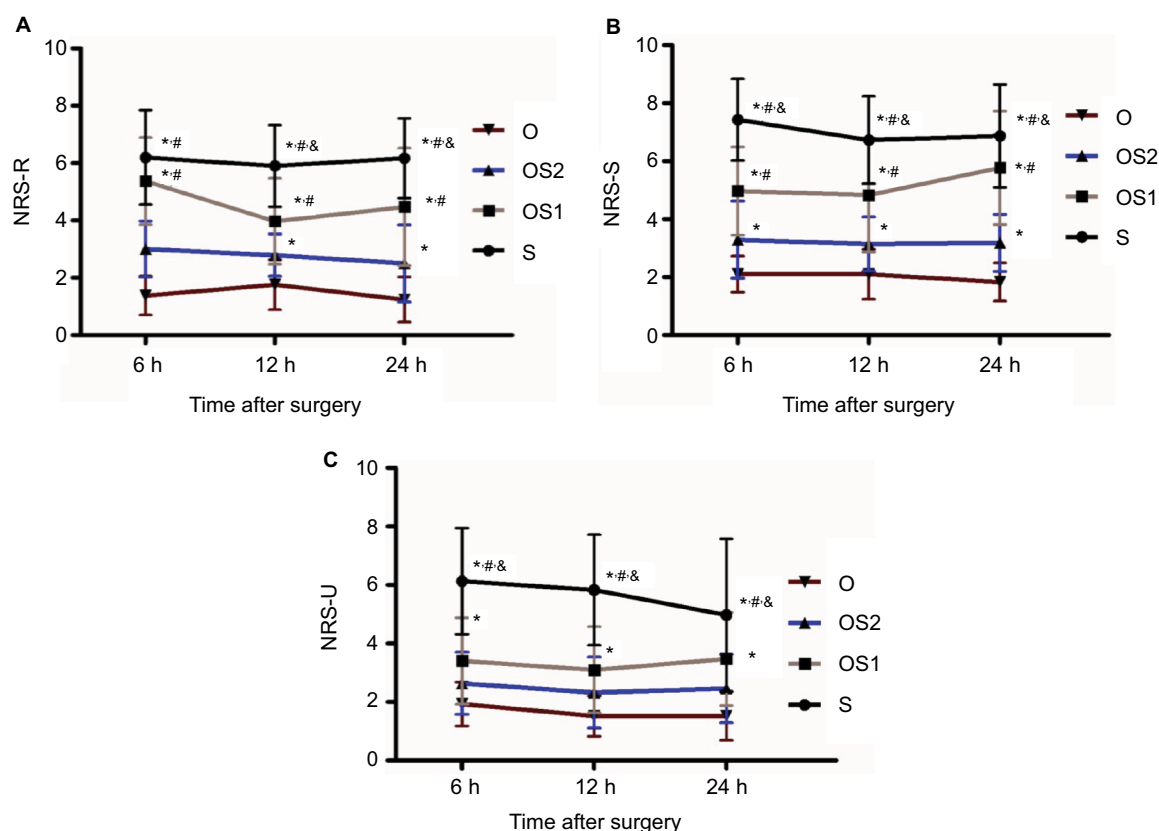 A
10
8
6
4
2
0
NRS-R
*,#
*,#
*,#,&
*,#
*
*,#,&
*,#
*
O
OS2
OS1
S
6 h 12 h 24 h
Time after surgery
B
10
8
6
4
2
0
NRS-S
*,#,&
*,#
*
*,#,&
*,#
*
*,#,&
*,#
*
O
OS2
OS1
S
6 h 12 h 24 h
Time after surgery
C
10
8
6
4
2
0
NRS-U
*,#,&
*
*,#,&
*
*,#,&
*
O
OS2
OS1
S
6 h 12 h 24 h
Time after surgery